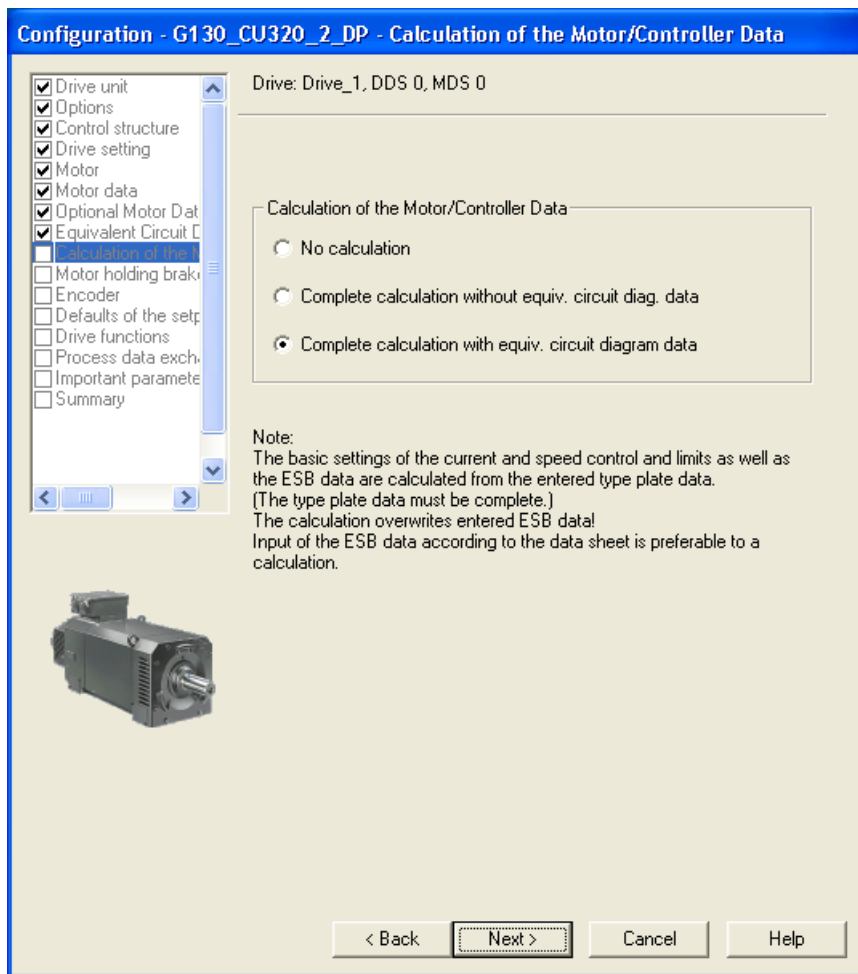 Configuration - G130_CU320_2_DP - Calculation of the Motor/Controller Data
Drive unit
Options
Control structure
Drive setting
Motor
Motor data
Optional Motor Dat
Equivalent Circuit D
Calculation of the M
Motor holding brake
Encoder
Defaults of the setp
Drive functions
Process data exch
Important paramete
Summary
Drive: Drive_1, DDS 0, MDS 0
Calculation of the Motor/Controller Data
No calculation
Complete calculation without equiv. circuit diag. data
Complete calculation with equiv. circuit diagram data
Note:
The basic settings of the current and speed control and limits as well as
the ESB data are calculated from the entered type plate data.
(The type plate data must be complete.)
The calculation overwrites entered ESB data!
Input of the ESB data according to the data sheet is preferable to a
calculation.
< Back
Next >
Cancel
Help